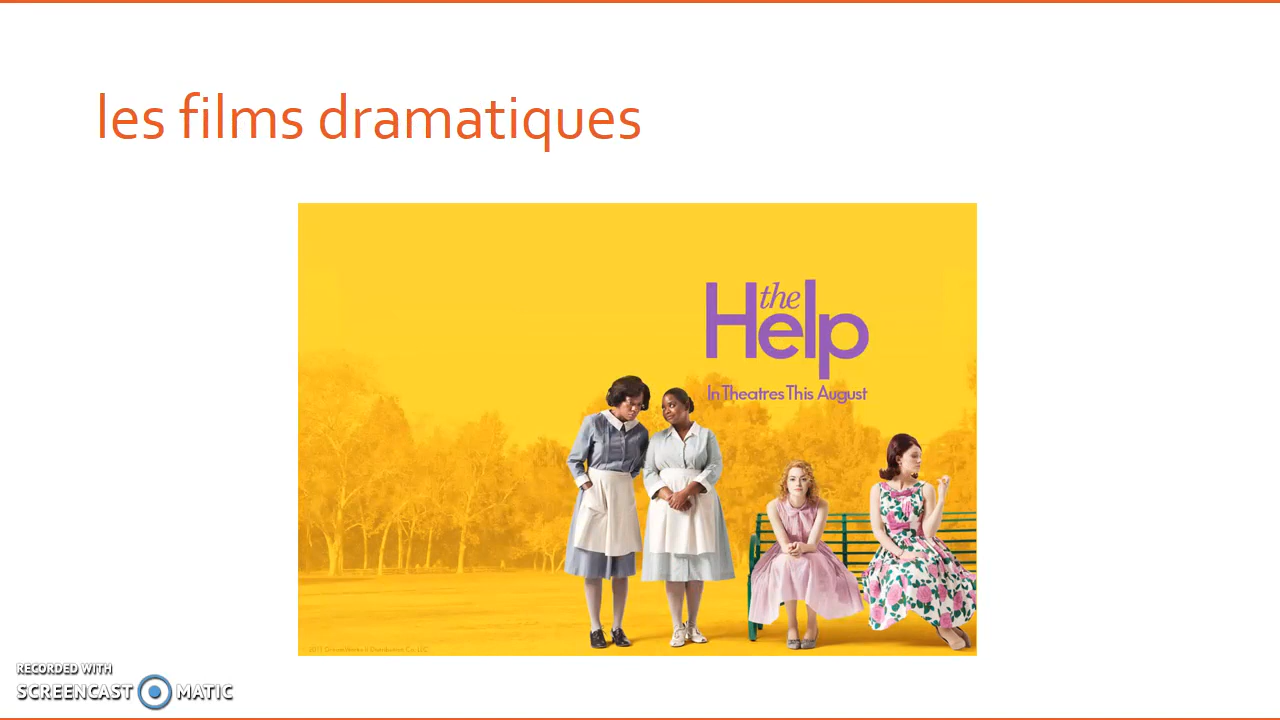 les films dramatiques
the
Help
In Theatres This August
RECORDED WITH
SCREENCAST MATIC